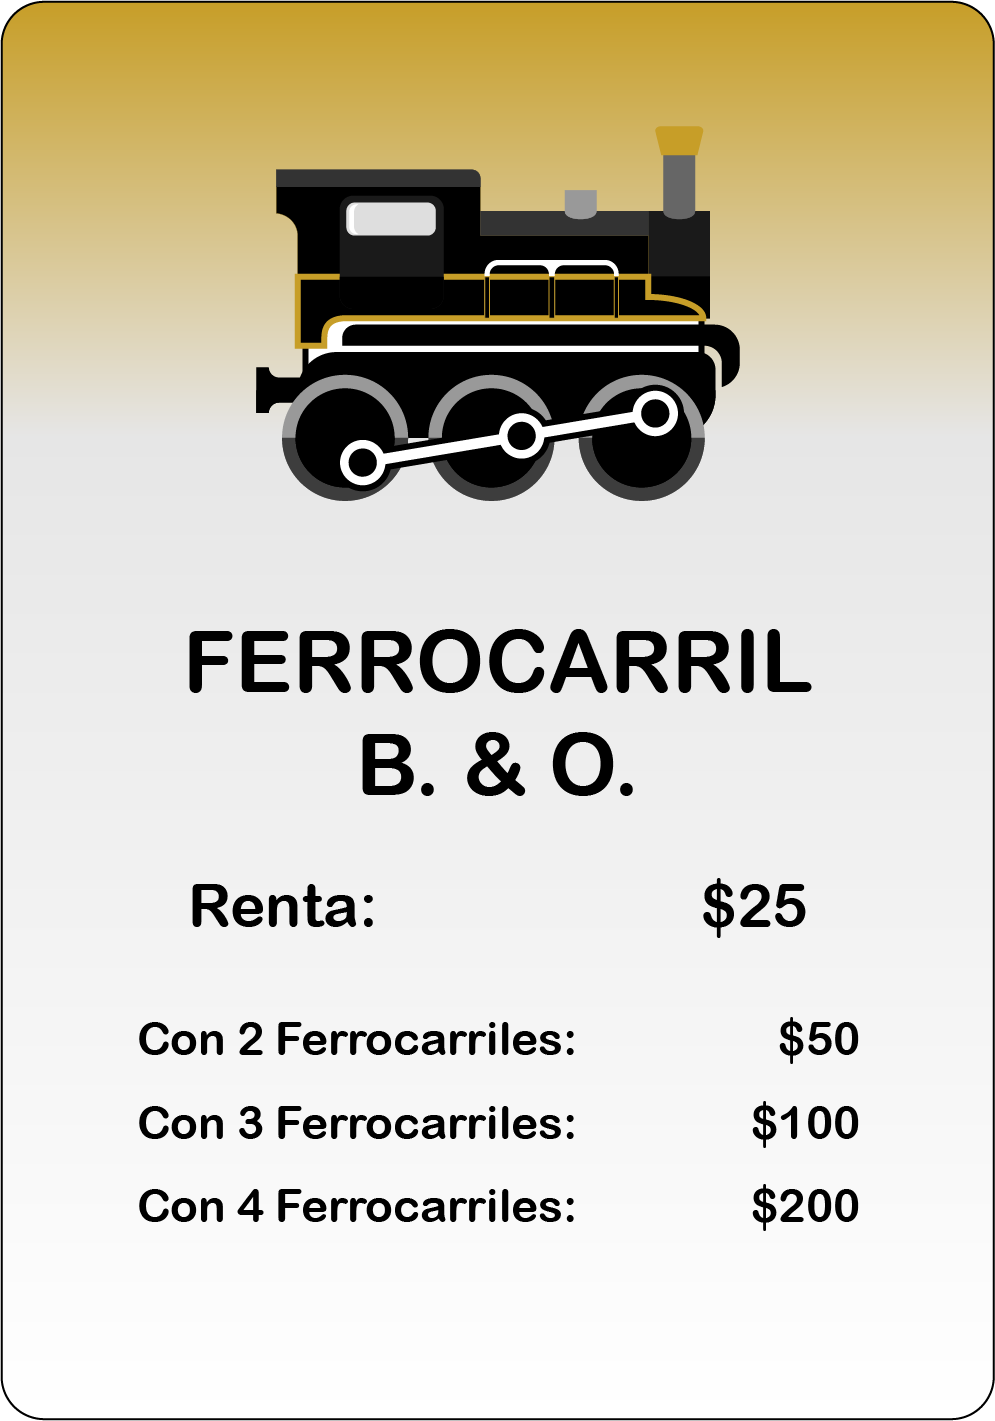 FERROCARRIL
B. & O.
Renta: $25
Con 2 Ferrocarriles: $50
Con 3 Ferrocarriles: $100
Con 4 Ferrocarriles: $200